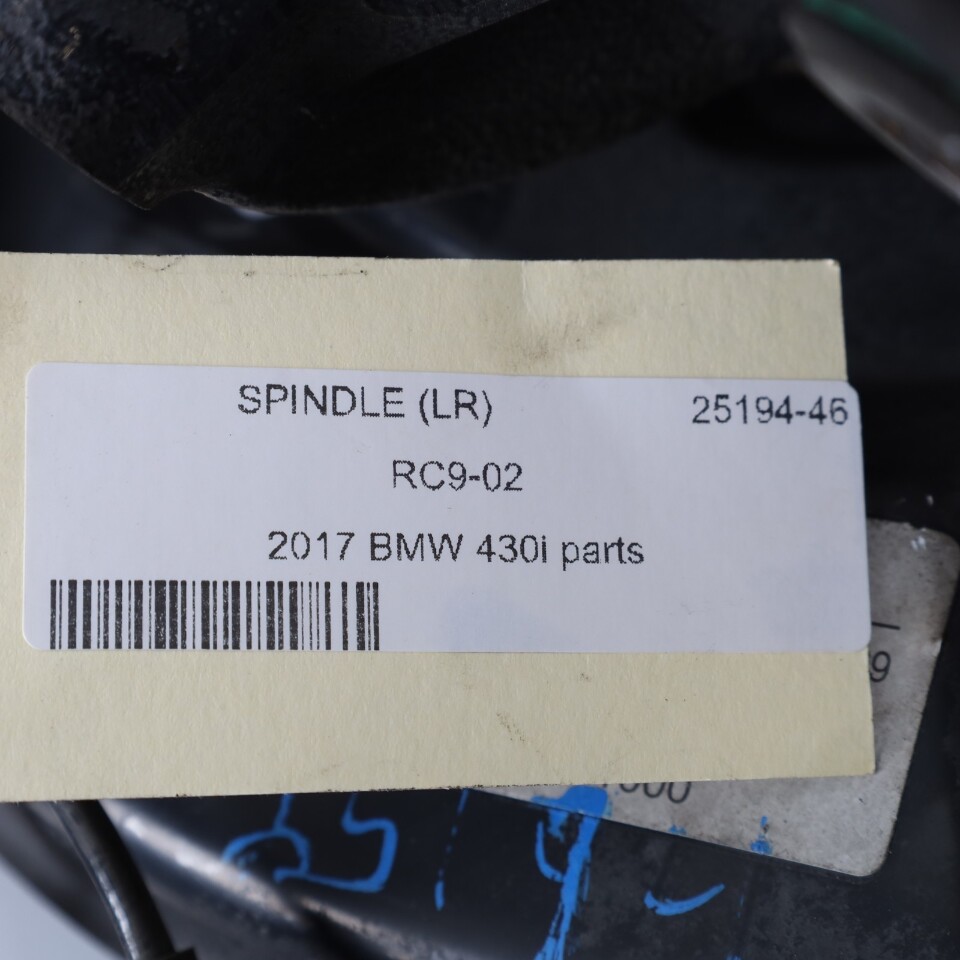 SPINDLE (LR) 25194-46
RC9-02
2017 BMW 430i parts